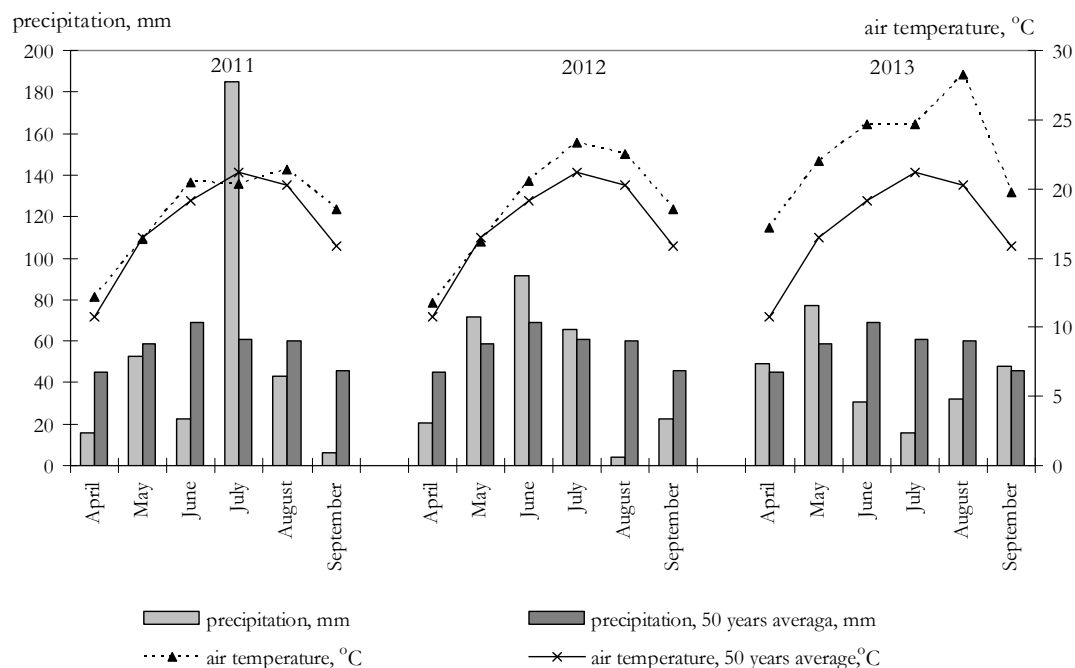 precipitation, mm
air temperature, °C
200
180
160
140
120
100
80
60
40
20
0
30
25
20
15
10
5
0
2011
2012
2013
April
May
June
July
August
September
April
May
June
July
August
September
April
May
June
July
August
September
precipitation, mm
precipitation, 50 years averaga, mm
air temperature, °C
air temperature, 50 years average,°C